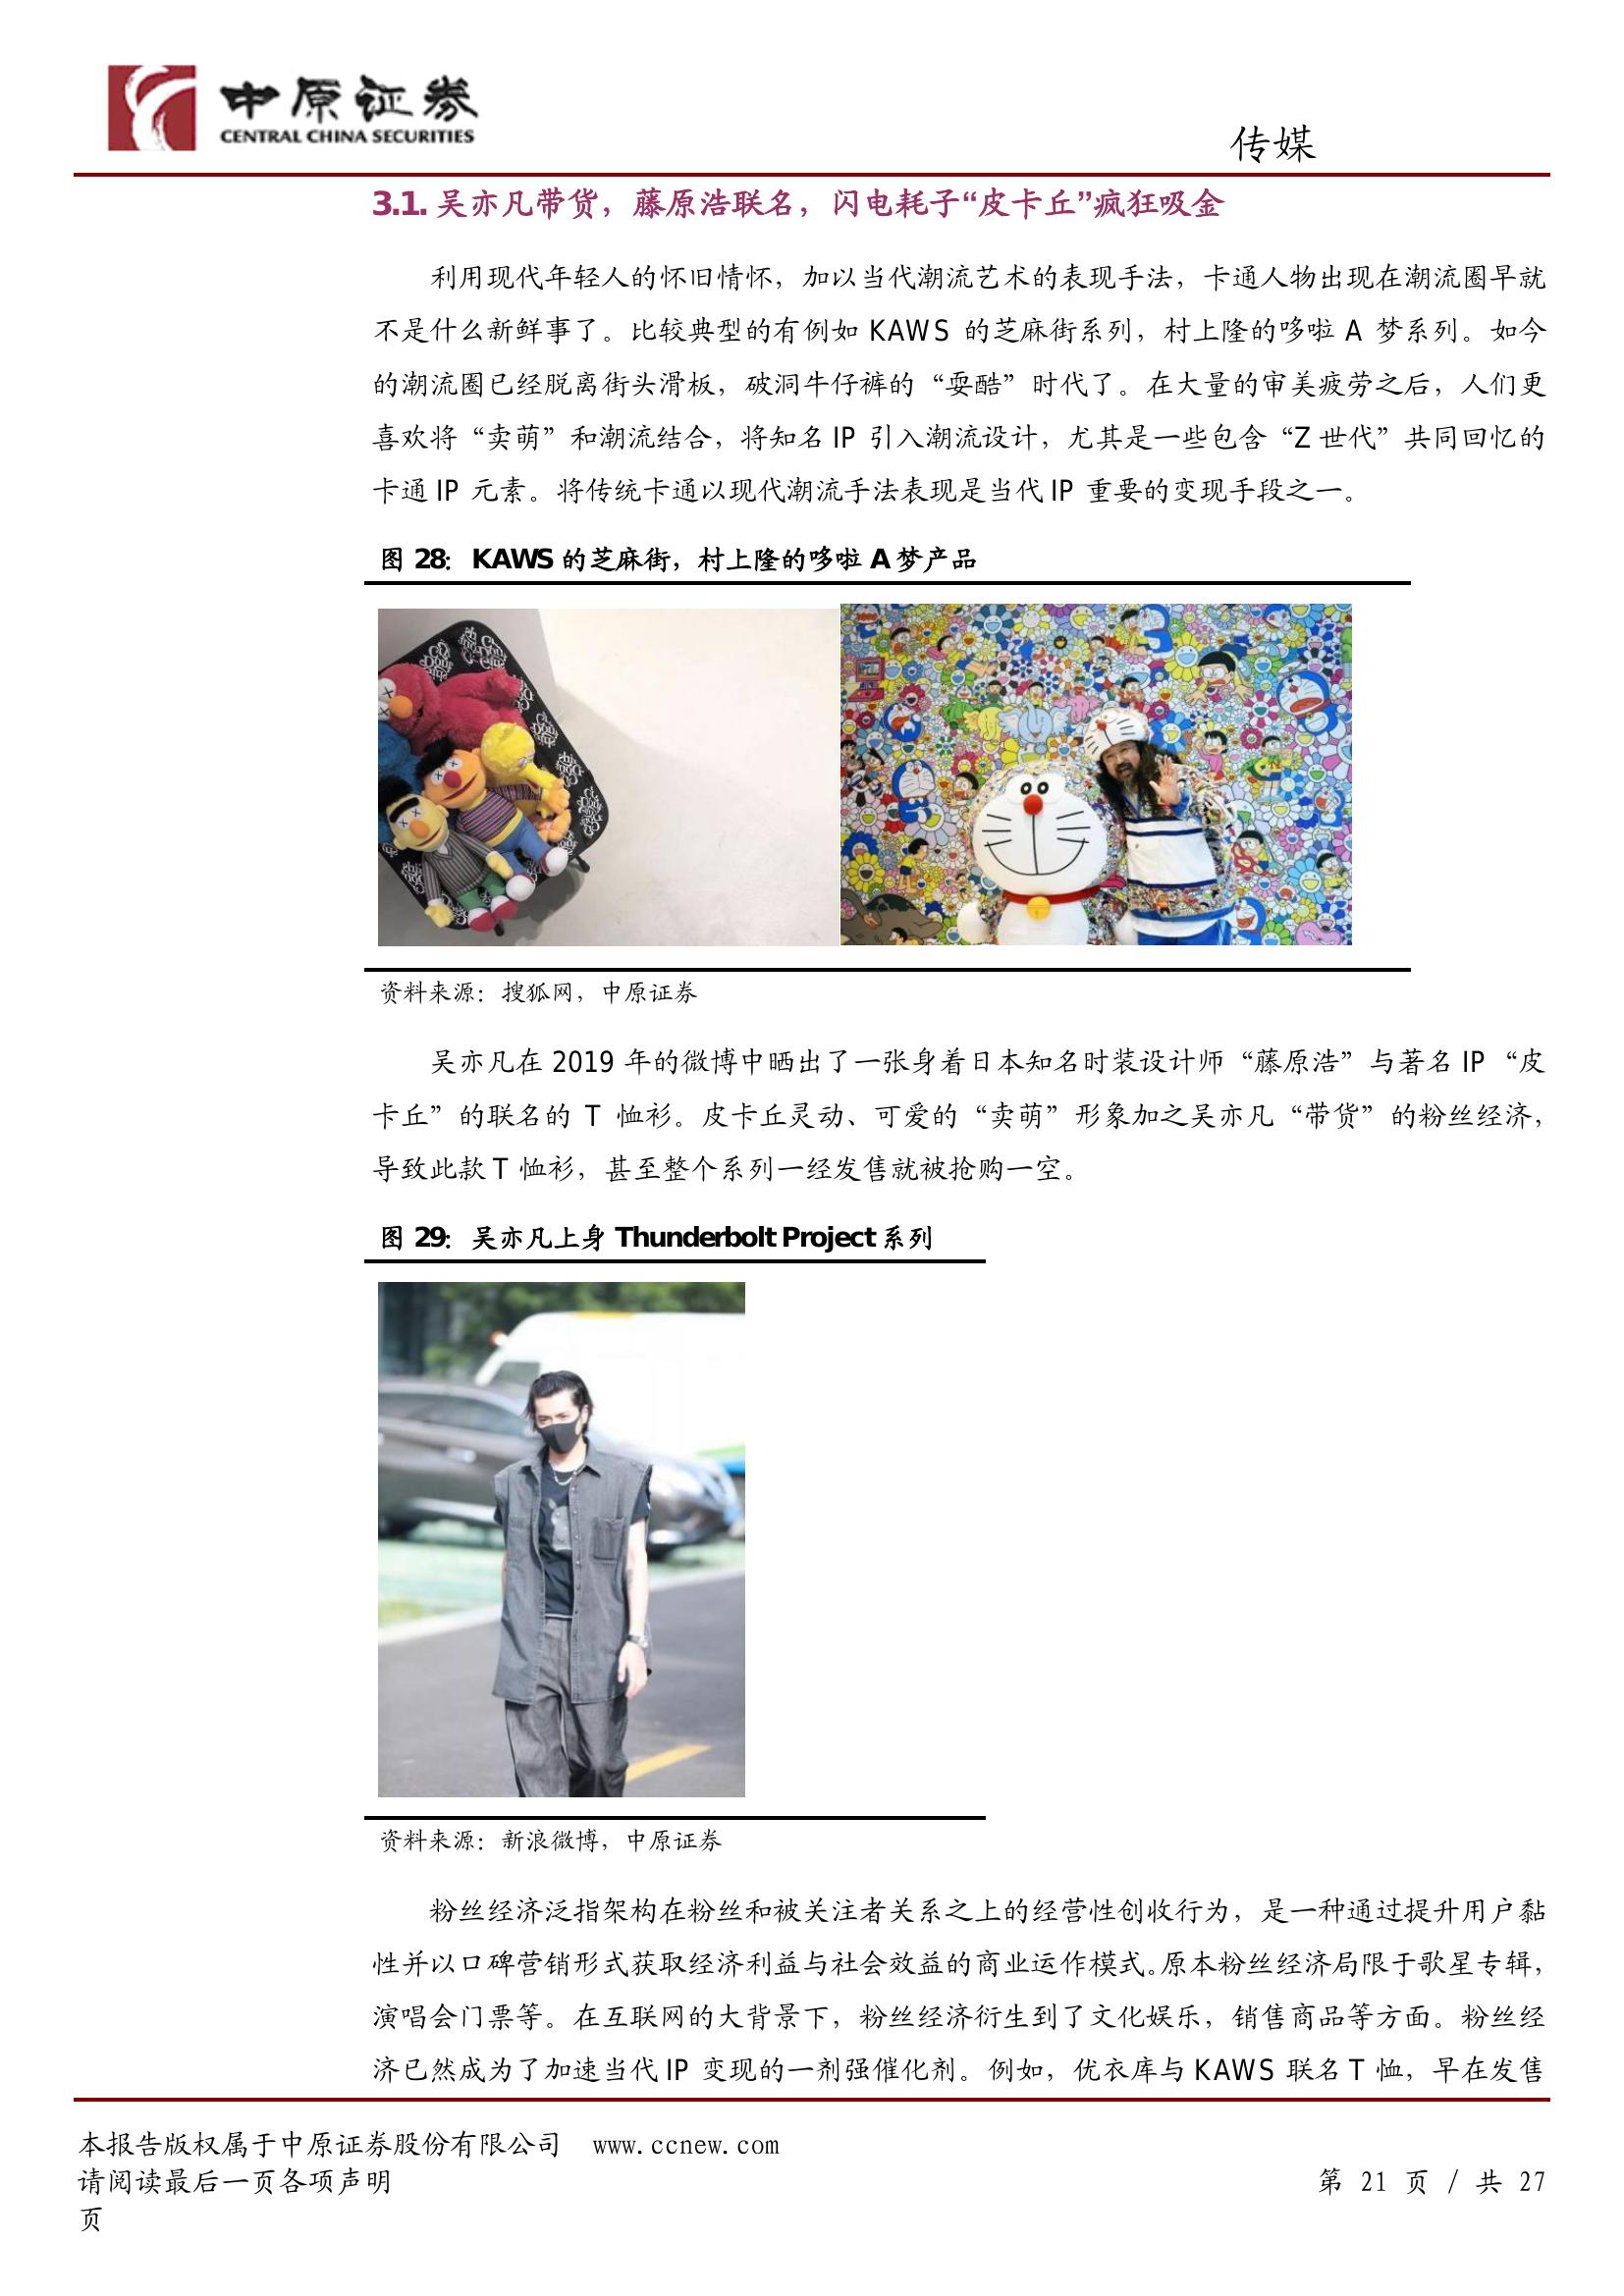 中原证券
CENTRAL CHINA SECURITIES
传媒
3.1. 吴亦凡带货，藤原浩联名，闪电耗子“皮卡丘”疯狂吸金
利用现代年轻人的怀旧情怀，加以当代潮流艺术的表现手法，卡通人物出现在潮流圈早就
不是什么新鲜事了。比较典型的有例如 KAWS 的芝麻街系列，村上隆的哆啦 A 梦系列。如今
的潮流圈已经脱离街头滑板，破洞牛仔裤的“耍酷”时代了。在大量的审美疲劳之后，人们更
喜欢将“卖萌”和潮流结合，将知名 IP 引入潮流设计，尤其是一些包含“Z 世代”共同回忆的
卡通 IP 元素。将传统卡通以现代潮流手法表现是当代 IP 重要的变现手段之一。
图 28：KAWS 的芝麻街，村上隆的哆啦 A 梦产品
资料来源：搜狐网，中原证券
吴亦凡在 2019 年的微博中晒出了一张身着日本知名时装设计师“藤原浩”与著名 IP “皮
卡丘”的联名的 T 恤衫。皮卡丘灵动、可爱的“卖萌”形象加之吴亦凡“带货”的粉丝经济，
导致此款 T 恤衫，甚至整个系列一经发售就被抢购一空。
图 29：吴亦凡上身 Thunderbolt Project 系列
资料来源：新浪微博，中原证券
粉丝经济泛指架构在粉丝和被关注者关系之上的经营性创收行为，是一种通过提升用户黏
性并以口碑营销形式获取经济利益与社会效益的商业运作模式。原本粉丝经济局限于歌星专辑，
演唱会门票等。在互联网的大背景下，粉丝经济衍生到了文化娱乐，销售商品等方面。粉丝经
济已然成为了加速当代 IP 变现的一剂强催化剂。例如，优衣库与 KAWS 联名 T 恤，早在发售
本报告版权属于中原证券股份有限公司 www.ccnew.com
请阅读最后一页各项声明 第 21 页 / 共 27
页